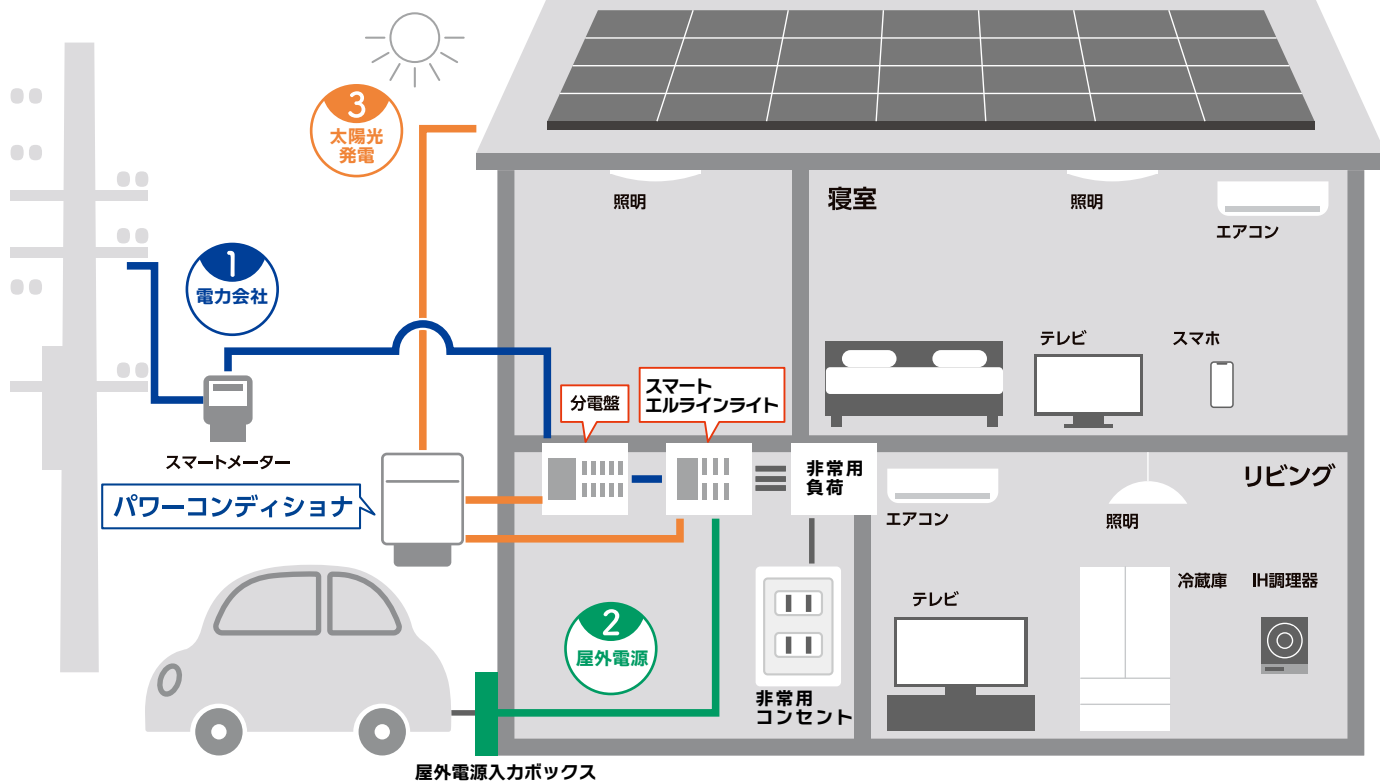 3
太陽光
発電
照明
寝室
照明
エアコン
1
電力会社
テレビ
スマホ
分電盤
スマート
エルラインライト
スマートメーター
パワーコンディショナ
非常用
負荷
リビング
エアコン
照明
冷蔵庫
IH調理器
テレビ
2
屋外電源
非常用
コンセント
屋外電源入力ボックス